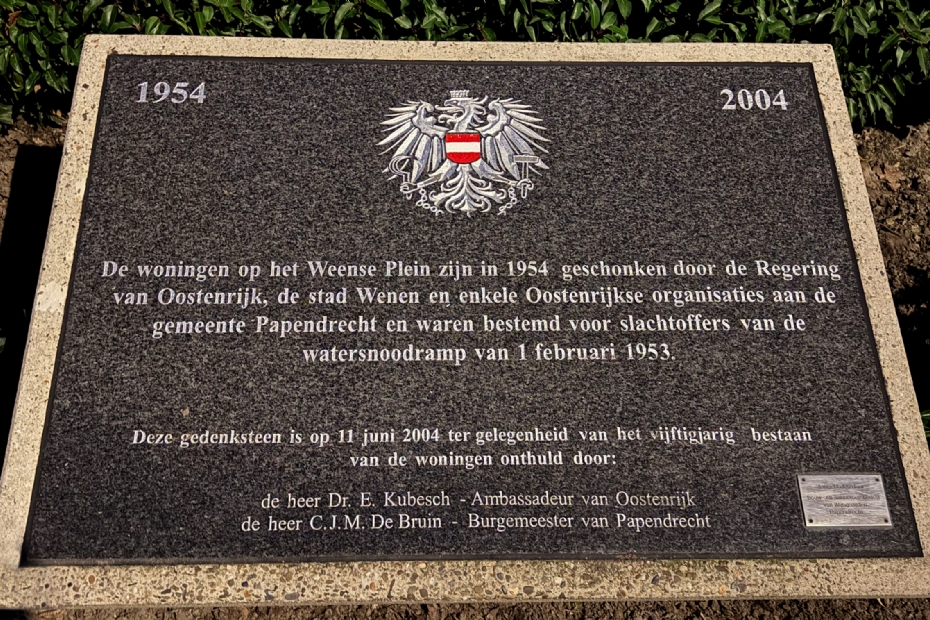 1954
2004
De woningen op het Weense Plein zijn in 1954 geschonken door de Regering
van Oostenrijk, de stad Wenen en enkele Oostenrijkse organisaties aan de
gemeente Papendrecht en waren bestemd voor slachtoffers van de
watersnoodramp van 1 februari 1953.
Deze gedenksteen is op 11 juni 2004 ter gelegenheid van het vijftigjarig bestaan
van de woningen onthuld door:
de heer Dr. E. Kubesch - Ambassadeur van Oostenrijk
de heer C.J.M. De Bruin - Burgemeester van Papendrecht
Papendrecht